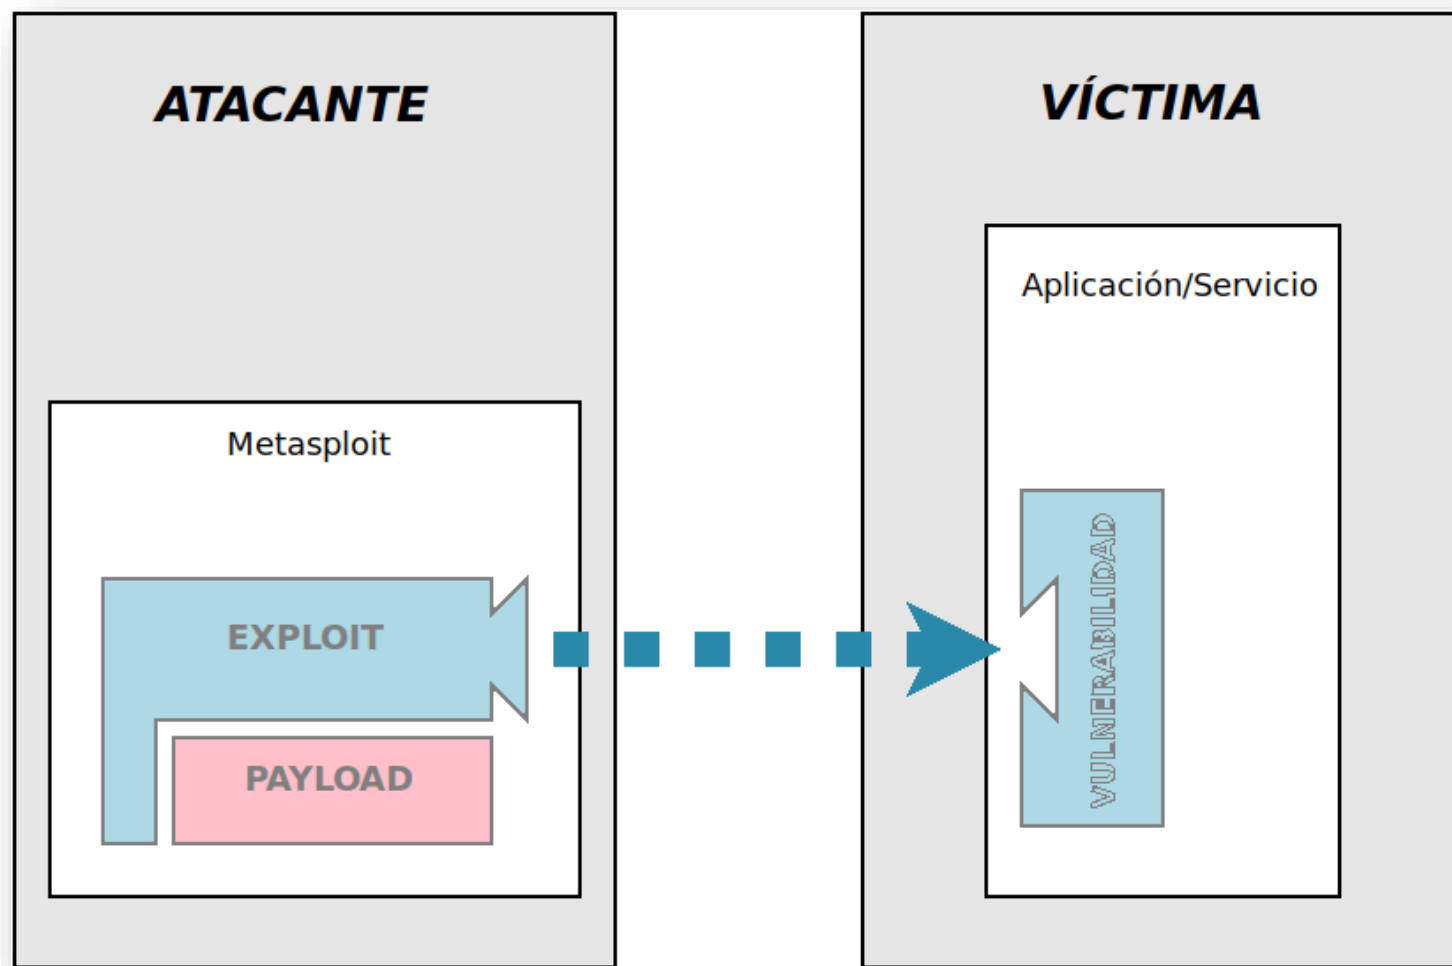 ATACANTE
VÍCTIMA
Aplicación/Servicio
Metasploit
EXPLOIT
PAYLOAD
VULNERABILIDAD